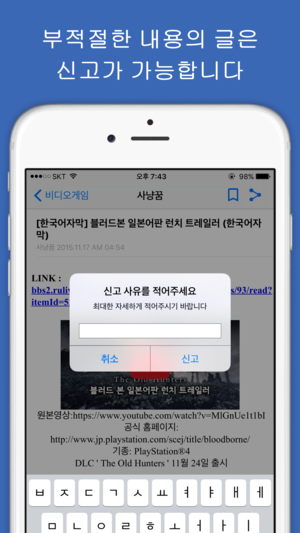 부적절한 내용의 글은
신고가 가능합니다
SKT 오후 7:43 98%
비디오게임 사냥꿈
[한국어자막] 블러드본 일본어판 런치 트레일러 (한국어자
막)
사냥꿈 2015.11.17 AM 04:54
LINK :
bbs2.ruliv s/93/read?
itemId=5
신고 사유를 적어주세요
최대한 자세하게 적어주시기 바랍니다
취소 신고
The Old Hunters
블러드 본 일본어판 런치 트레일러
원본영상:https://www.youtube.com/watch?v=MlGnUe1t1bI
공식 홈페이지:
http://www.jp.playstation.com/scej/title/bloodborne/
기종: PlayStation®4
DLC ' The Old Hunters ' 11월 24일 출시
ㅂ ㅈ ㄷ ㄱ ㅅ ㅛ ㅕ ㅑ ㅐ ㅔ
ㅁ ㄴ ㅇ ㄹ ㅎ ㅗ ㅓ ㅏ ㅣ